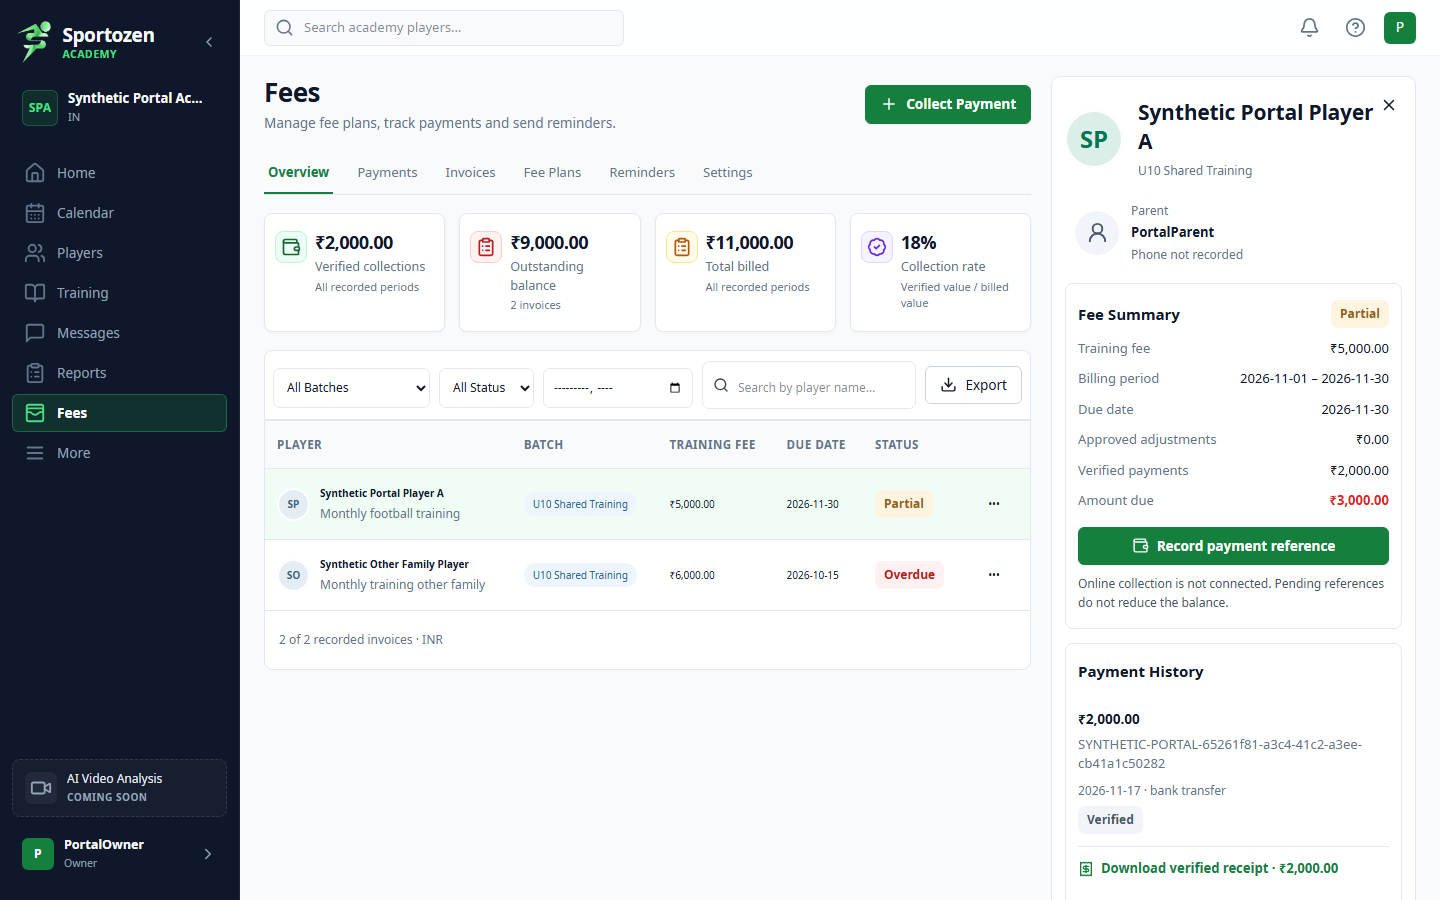 Sportozen
ACADEMY
SPA
Synthetic Portal Ac...
IN
Home
Calendar
Players
Training
Messages
Reports
Fees
More
AI Video Analysis
COMING SOON
P
PortalOwner
Owner
Search academy players...
P
Fees
Manage fee plans, track payments and send reminders.
+ Collect Payment
Overview Payments Invoices Fee Plans Reminders Settings
₹2,000.00
Verified collections
All recorded periods
₹9,000.00
Outstanding
balance
2 invoices
₹11,000.00
Total billed
All recorded periods
18%
Collection rate
Verified value / billed
value
All Batches All Status ---------, ---- Search by player name... Export
PLAYER BATCH TRAINING FEE DUE DATE STATUS
SP Synthetic Portal Player A
Monthly football training
U10 Shared Training ₹5,000.00 2026-11-30 Partial ···
SO Synthetic Other Family Player
Monthly training other family
U10 Shared Training ₹6,000.00 2026-10-15 Overdue ···
2 of 2 recorded invoices · INR
SP
Synthetic Portal Player
A
U10 Shared Training
Parent
PortalParent
Phone not recorded
Fee Summary Partial
Training fee ₹5,000.00
Billing period 2026-11-01 – 2026-11-30
Due date 2026-11-30
Approved adjustments ₹0.00
Verified payments ₹2,000.00
Amount due ₹3,000.00
Record payment reference
Online collection is not connected. Pending references
do not reduce the balance.
Payment History
₹2,000.00
SYNTHETIC-PORTAL-65261f81-a3c4-41c2-a3ee-
cb41a1c50282
2026-11-17 · bank transfer
Verified
Download verified receipt · ₹2,000.00